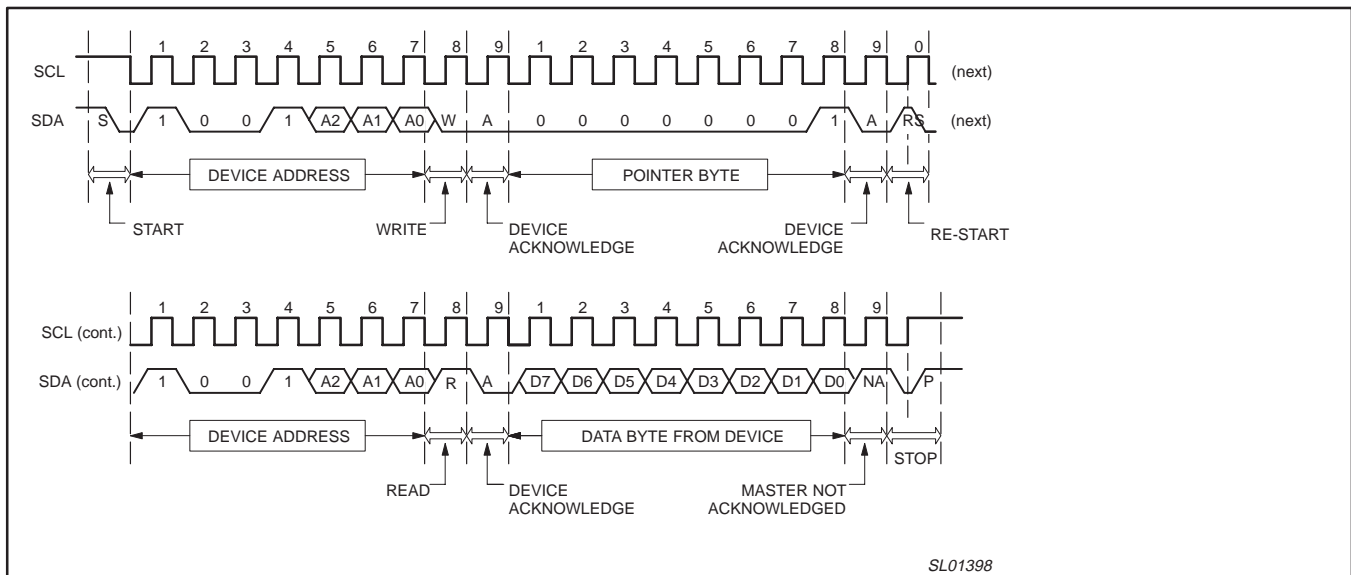 1 2 3 4 5 6 7 8 9 1 2 3 4 5 6 7 8 9 0
SCL (next)
SDA S 1 0 0 1 A2 A1 A0 W A 0 0 0 0 0 0 0 1 A RS (next)
DEVICE ADDRESS POINTER BYTE
START WRITE DEVICE ACKNOWLEDGE DEVICE ACKNOWLEDGE RE-START
1 2 3 4 5 6 7 8 9 1 2 3 4 5 6 7 8 9
SCL (cont.)
SDA (cont.) 1 0 0 1 A2 A1 A0 R A D7 D6 D5 D4 D3 D2 D1 D0 NA P
DEVICE ADDRESS DATA BYTE FROM DEVICE STOP
READ DEVICE ACKNOWLEDGE MASTER NOT ACKNOWLEDGED
SL01398